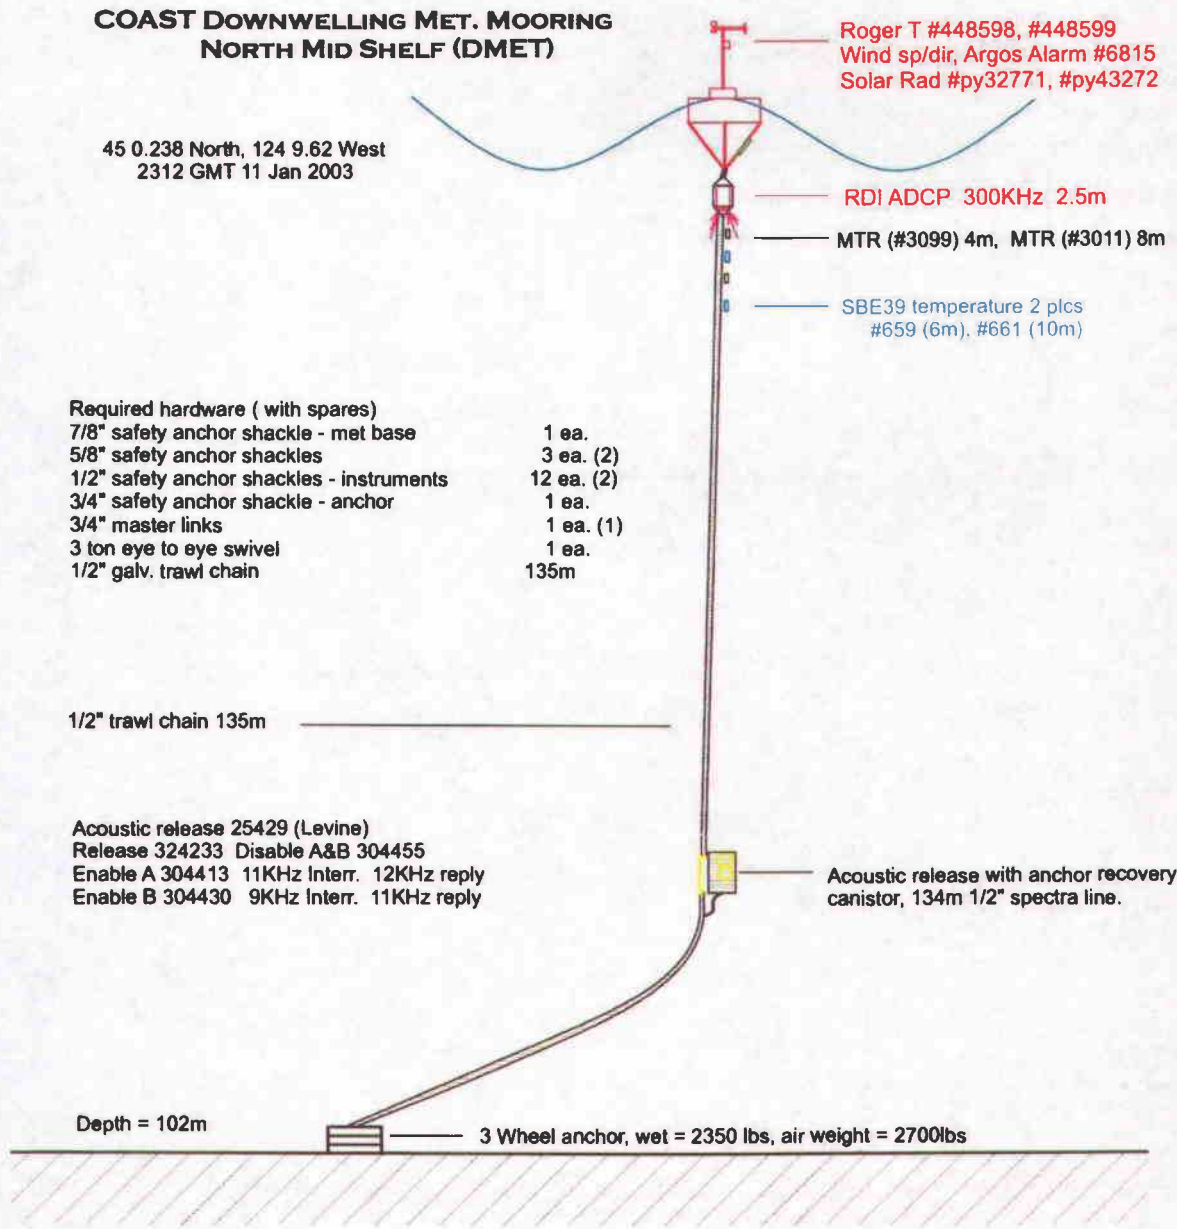 COAST DOWNWELLING MET. MOORING
NORTH MID SHELF (DMET)
Roger T #448598, #448599
Wind sp/dir, Argos Alarm #6815
Solar Rad #py32771, #py43272
45 0.238 North, 124 9.62 West
2312 GMT 11 Jan 2003
RDI ADCP 300KHz 2.5m
MTR (#3099) 4m, MTR (#3011) 8m
SBE39 temperature 2 plcs
#659 (6m), #661 (10m)
Required hardware ( with spares)
7/8" safety anchor shackle - met base 1 ea.
5/8" safety anchor shackles 3 ea. (2)
1/2" safety anchor shackles - instruments 12 ea. (2)
3/4" safety anchor shackle - anchor 1 ea.
3/4" master links 1 ea. (1)
3 ton eye to eye swivel 1 ea.
1/2" galv. trawl chain 135m
1/2" trawl chain 135m
Acoustic release 25429 (Levine)
Release 324233 Disable A&B 304455
Enable A 304413 11KHz Interr. 12KHz reply
Enable B 304430 9KHz Interr. 11KHz reply
Acoustic release with anchor recovery
canistor, 134m 1/2" spectra line.
Depth = 102m
3 Wheel anchor, wet = 2350 lbs, air weight = 2700lbs